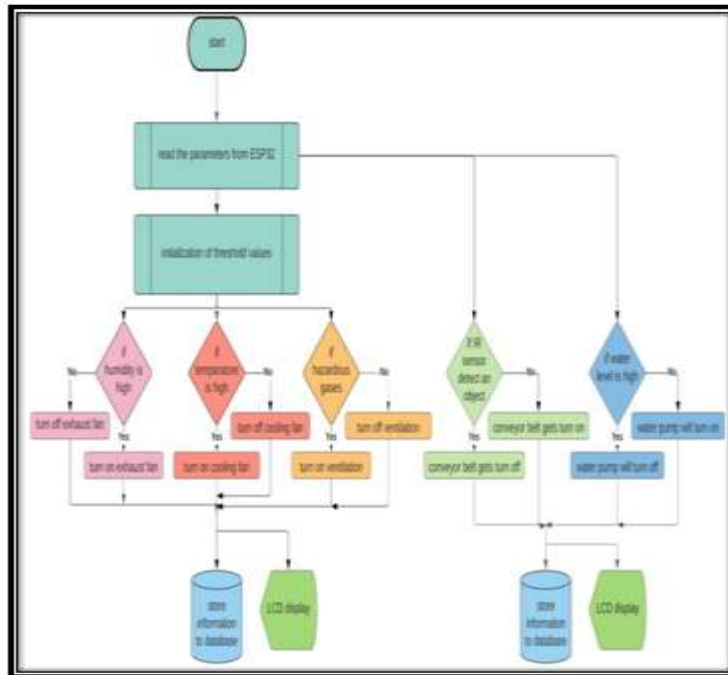 start
read the parameters from ESP32
initialization of threshold values
if
humidity is
high
if
temperature
is high
if
hazardous
gases
if IR
sensor
detect an
object
if water
level is high
No
No
No
No
No
turn off exhaust fan
turn off cooling fan
turn off ventilation
conveyor belt gets turn on
water pump will turn on
Yes
Yes
Yes
Yes
Yes
turn on exhaust fan
turn on cooling fan
turn on ventilation
conveyor belt gets turn off
water pump will turn off
store
information
to database
LCD display
store
information
to database
LCD display